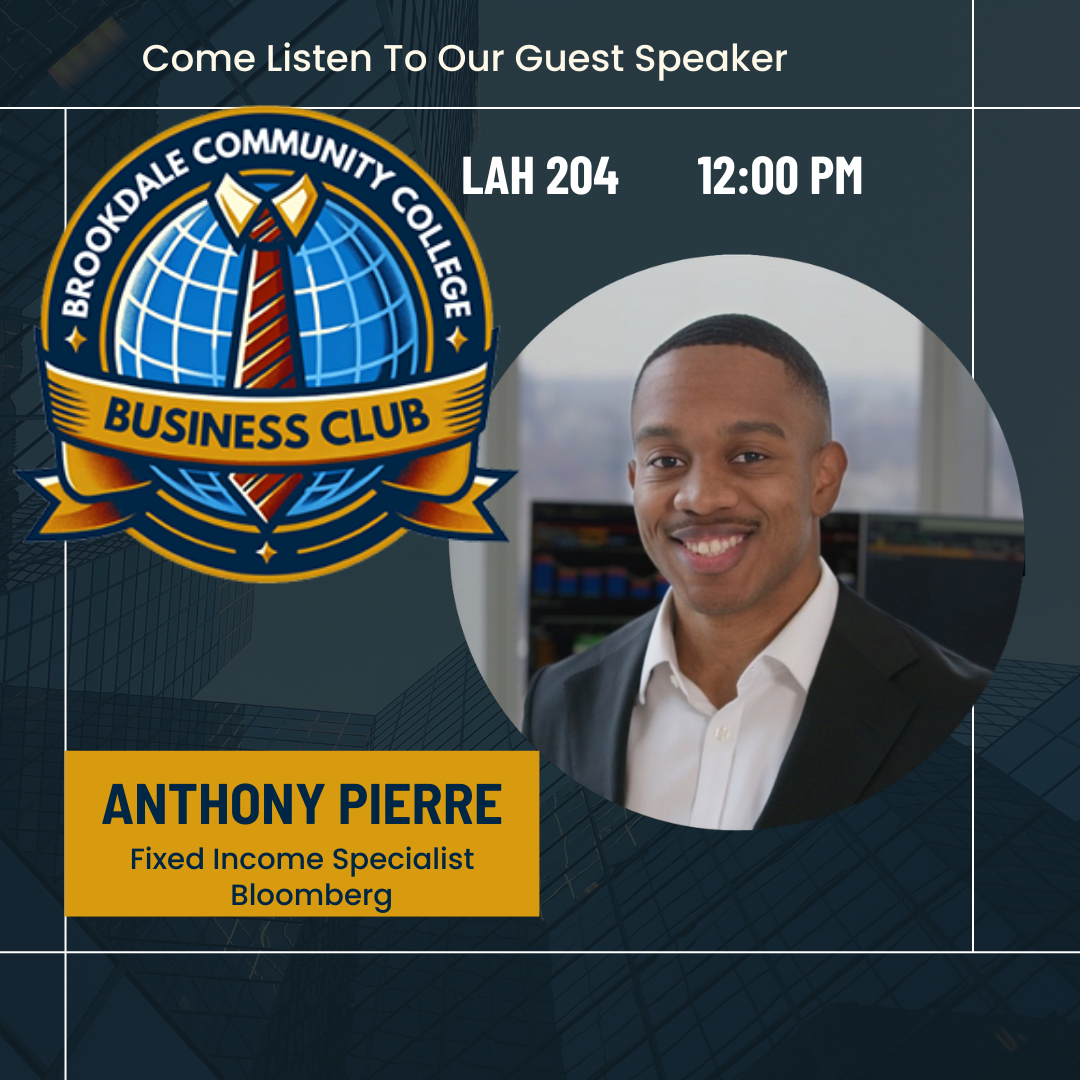 Come Listen To Our Guest Speaker
BROOKDALE COMMUNITY COLLEGE
LAH 204 12:00 PM
BUSINESS CLUB
ANTHONY PIERRE
Fixed Income Specialist
Bloomberg